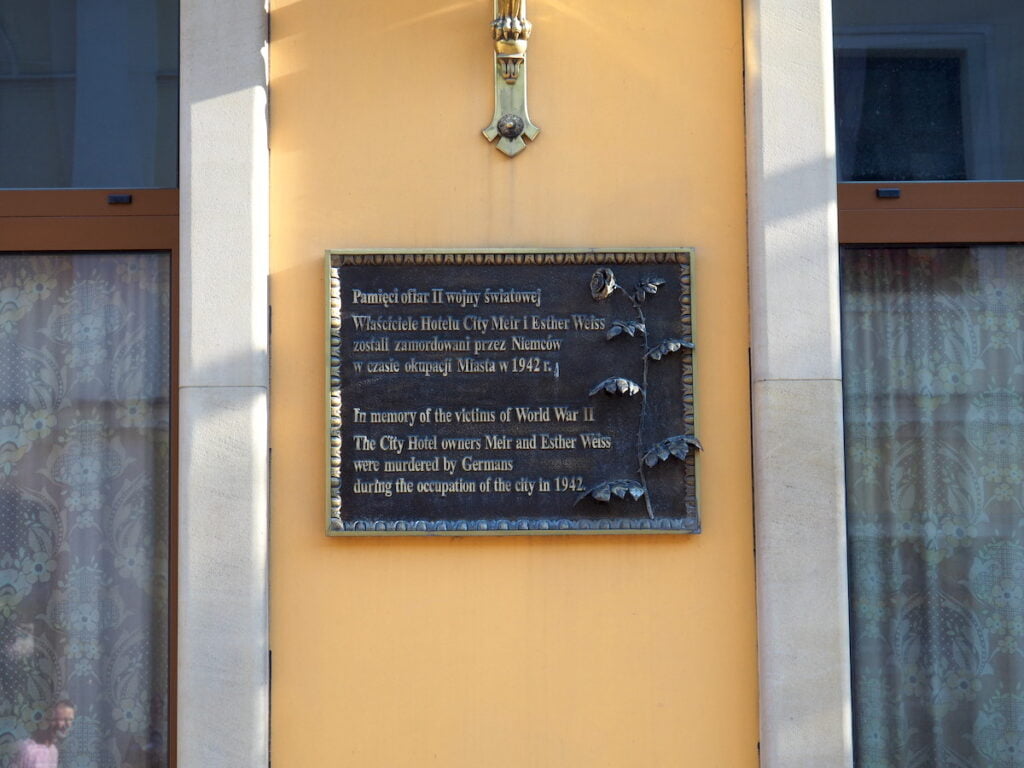 Pamięci ofiar II wojny światowej
Właściciele Hotelu City Meir i Esther Weiss
zostali zamordowani przez Niemców
w czasie okupacji Miasta w 1942 r.
In memory of the victims of World War II
The City Hotel owners Meir and Esther Weiss
were murdered by Germans
during the occupation of the city in 1942.